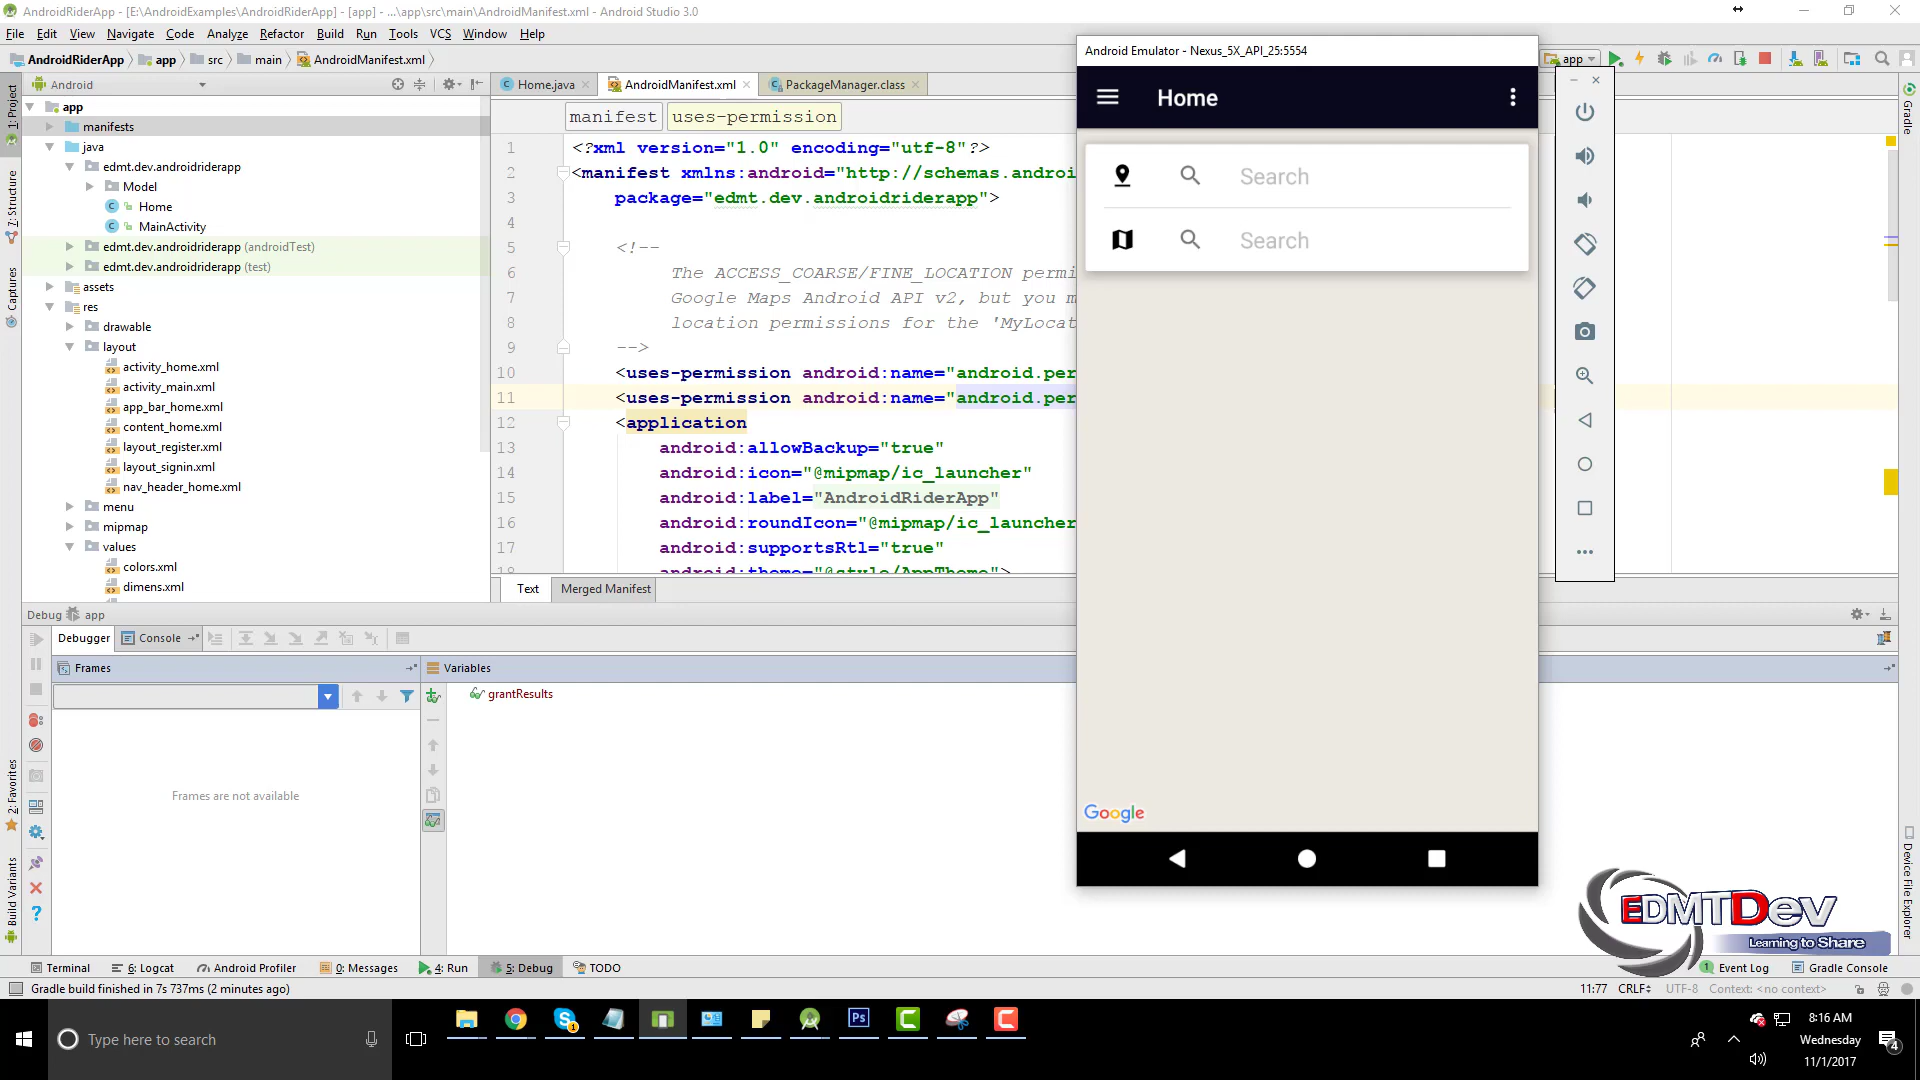 AndroidRiderApp - [E:\AndroidExamples\AndroidRiderApp] - [app] - ...\app\src\main\AndroidManifest.xml - Android Studio 3.0
File Edit View Navigate Code Analyze Refactor Build Run Tools VCS Window Help
AndroidRiderApp app src main AndroidManifest.xml
app
Android
Home.java AndroidManifest.xml PackageManager.class
manifest uses-permission
1: Project
7: Structure
Captures
2: Favorites
Build Variants
app
manifests
java
edmt.dev.androidriderapp
Model
Home
MainActivity
edmt.dev.androidriderapp (androidTest)
edmt.dev.androidriderapp (test)
assets
res
drawable
layout
activity_home.xml
activity_main.xml
app_bar_home.xml
content_home.xml
layout_register.xml
layout_signin.xml
nav_header_home.xml
menu
mipmap
values
colors.xml
dimens.xml
1 <?xml version="1.0" encoding="utf-8"?>
2 <manifest xmlns:android="http://schemas.androi
3 package="edmt.dev.androidriderapp">
4
5 <!--
6 The ACCESS_COARSE/FINE_LOCATION permi
7 Google Maps Android API v2, but you m
8 location permissions for the 'MyLocat
9 -->
10 <uses-permission android:name="android.per
11 <uses-permission android:name="android.per
12 <application
13 android:allowBackup="true"
14 android:icon="@mipmap/ic_launcher"
15 android:label="AndroidRiderApp"
16 android:roundIcon="@mipmap/ic_launcher
17 android:supportsRtl="true"
18 android:theme="@style/AppTheme">
Text Merged Manifest
Android Emulator - Nexus_5X_API_25:5554
Home
Search
Search
Google
Gradle
Device File Explorer
Debug app
Debugger Console
Frames
Variables
grantResults
Frames are not available
EDMTDev
Learning to Share
Terminal 6: Logcat Android Profiler 0: Messages 4: Run 5: Debug TODO
1 Event Log Gradle Console
Gradle build finished in 7s 737ms (2 minutes ago)
11:77 CRLF UTF-8 Context: <no context>
Type here to search
1
Ps
C
C
8:16 AM
Wednesday
11/1/2017
4